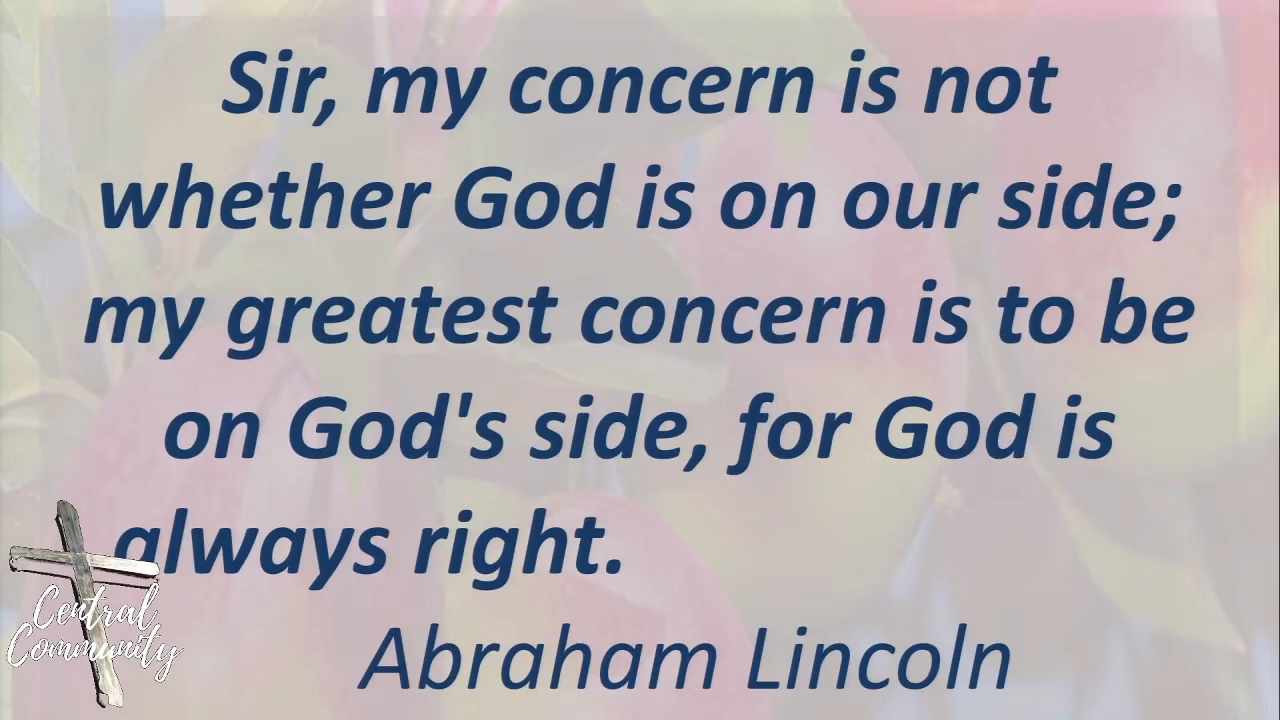 Sir, my concern is not
whether God is on our side;
my greatest concern is to be
on God's side, for God is
always right.
Abraham Lincoln
Central
Community